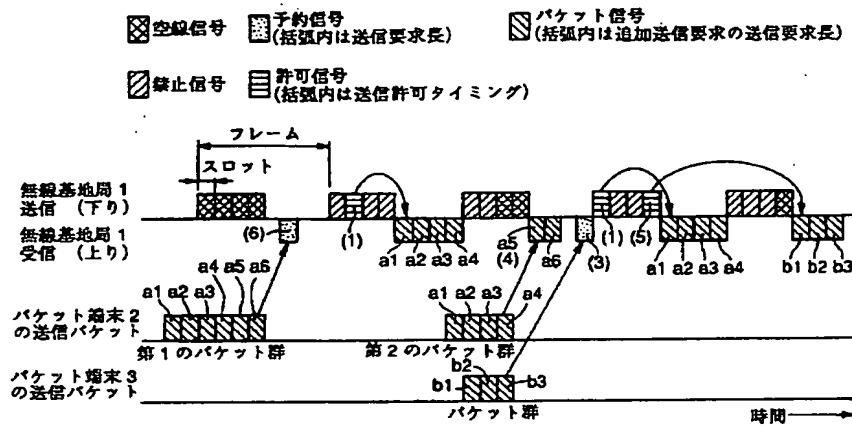 空線信号
予約信号
(括弧内は送信要求長)
パケット信号
(括弧内は追加送信要求の送信要求長)
禁止信号
許可信号
(括弧内は送信許可タイミング)
フレーム
スロット
無線基地局1
送信 (下り)
無線基地局1
受信 (上り)
(6)
(1)
a1 a2 a3 a4
a5
(4)
a6
(3)
(1)
(5)
a1 a2 a3 a4
b1 b2 b3
パケット端末2
の送信パケット
a1 a2 a3 a4 a5 a6
第1のパケット群
a1 a2 a3 a4
第2のパケット群
パケット端末3
の送信パケット
b1 b2 b3
パケット群
時間